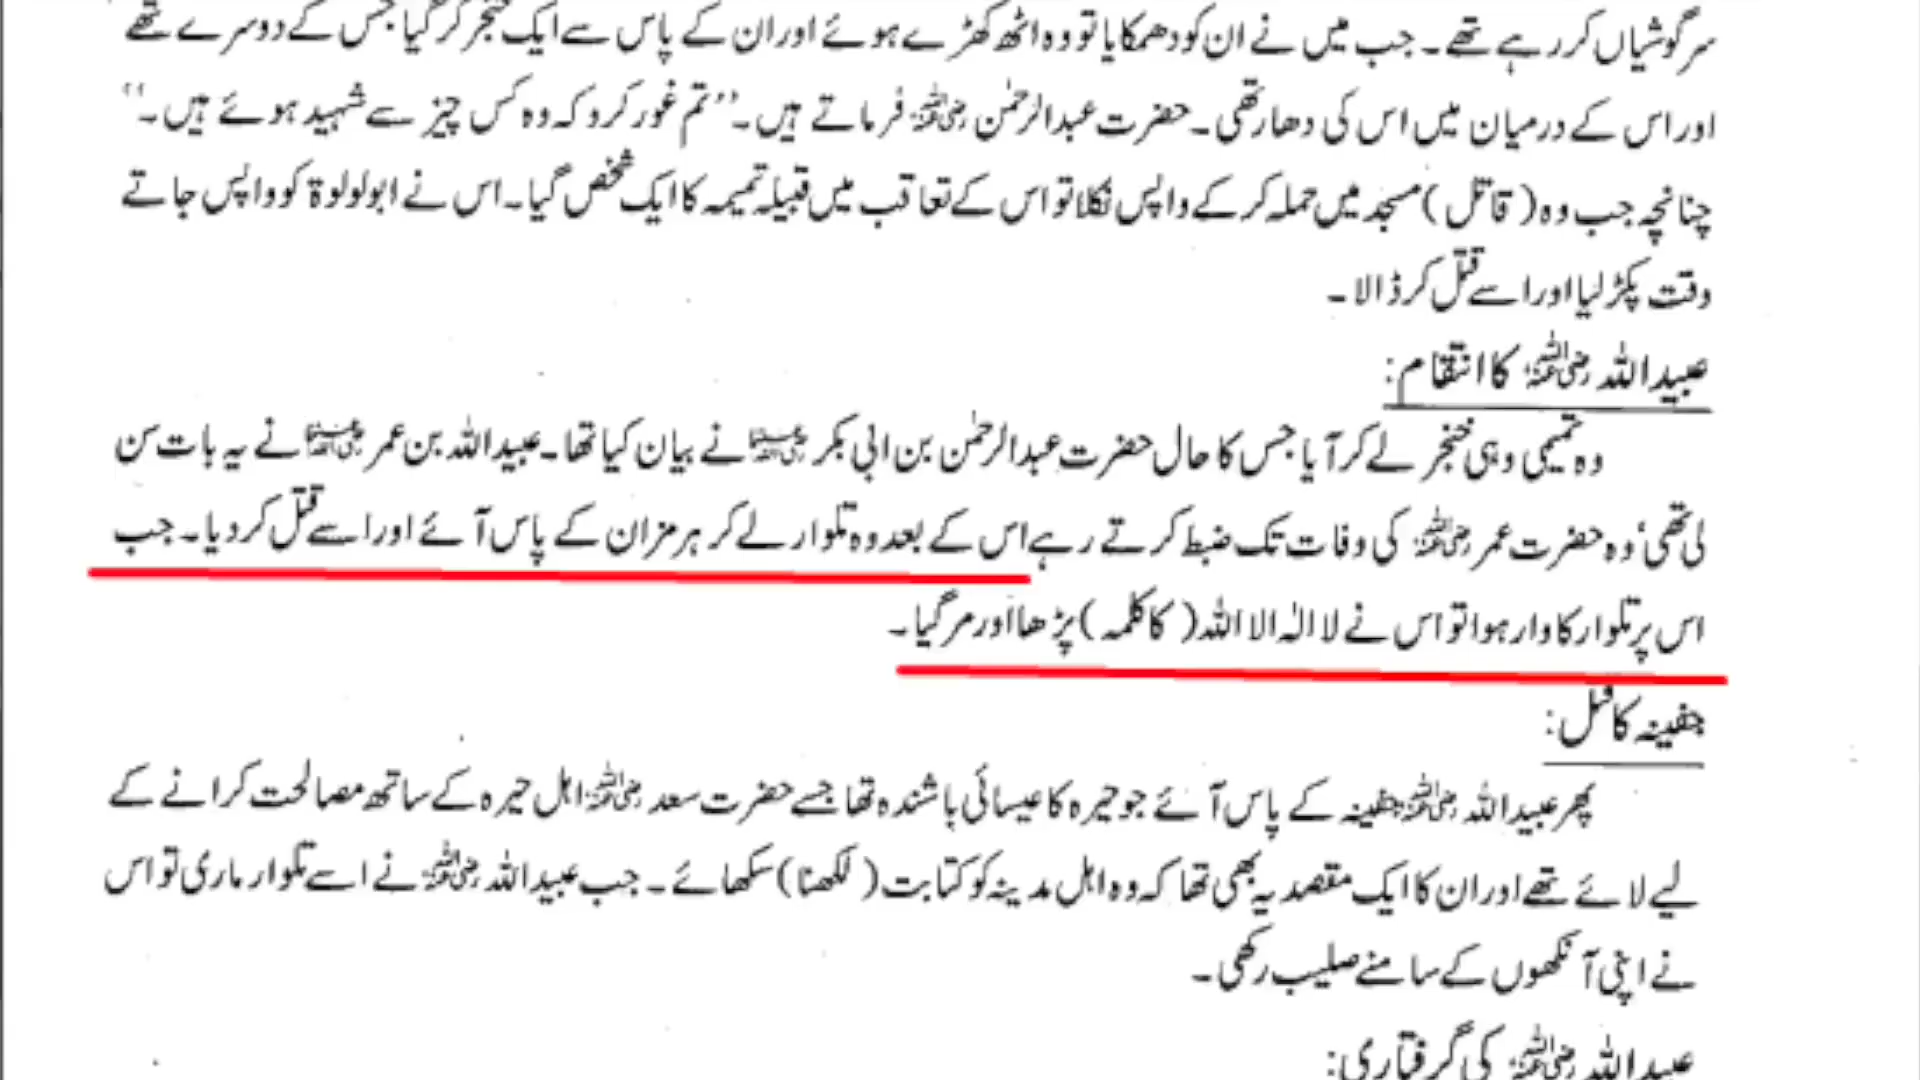 سرگوشیاں کر رہے تھے۔ جب میں نے ان کو دھمکایا تو وہ اٹھ کھڑے ہوئے اور ان کے پاس سے ایک خنجر گر گیا جس کے دوسرے تھے
اور اس کے درمیان میں اس کی دھار تھی۔ حضرت عبدالرحمٰن رضی اللہ عنہ فرماتے ہیں۔ ’’تم غور کرو کہ وہ کس چیز سے شہید ہوئے ہیں۔‘‘
چنانچہ جب وہ (قاتل) مسجد میں حملہ کر کے واپس نکلا تو اس کے تعاقب میں قبیلہ تمیمہ کا ایک شخص گیا۔ اس نے ابولولوۃ کو واپس جاتے
وقت پکڑ لیا اور اسے قتل کر ڈالا۔
عبیداللہ رضی اللہ عنہ کا انتقام:
وہ تمیمی وہی خنجر لے کر آیا جس کا حال حضرت عبدالرحمٰن بن ابی بکر رضی اللہ عنہما نے بیان کیا تھا۔ عبیداللہ بن عمر رضی اللہ عنہما نے یہ بات سن
لی تھی، وہ حضرت عمر رضی اللہ عنہ کی وفات تک ضبط کرتے رہے اس کے بعد وہ تلوار لے کر ہرمزان کے پاس آئے اور اسے قتل کر دیا۔ جب
اس پر تلوار کا وار ہوا تو اس نے لا الٰہ الا اللہ (کا کلمہ) پڑھا اور مر گیا۔
جفینہ کا قتل:
پھر عبیداللہ رضی اللہ عنہ جفینہ کے پاس آئے جو حیرہ کا عیسائی باشندہ تھا جسے حضرت سعد رضی اللہ عنہ اہل حیرہ کے ساتھ مصالحت کرانے کے
لیے لائے تھے اور ان کا ایک مقصد یہ بھی تھا کہ وہ اہل مدینہ کو کتابت (لکھنا) سکھائے۔ جب عبیداللہ رضی اللہ عنہ نے اسے تلوار ماری تو اس
نے اپنی آنکھوں کے سامنے صلیب رکھی۔
عبیداللہ رضی اللہ عنہ کی گرفتاری: